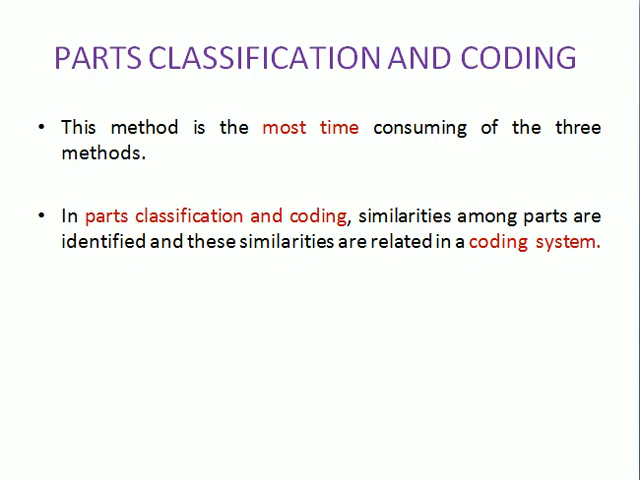 PARTS CLASSIFICATION AND CODING
• This method is the most time consuming of the three
methods.
• In parts classification and coding, similarities among parts are
identified and these similarities are related in a coding system.